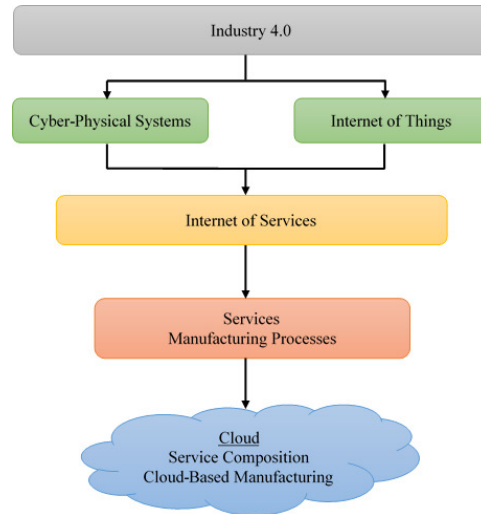 Industry 4.0
Cyber-Physical Systems
Internet of Things
Internet of Services
Services
Manufacturing Processes
Cloud
Service Composition
Cloud-Based Manufacturing